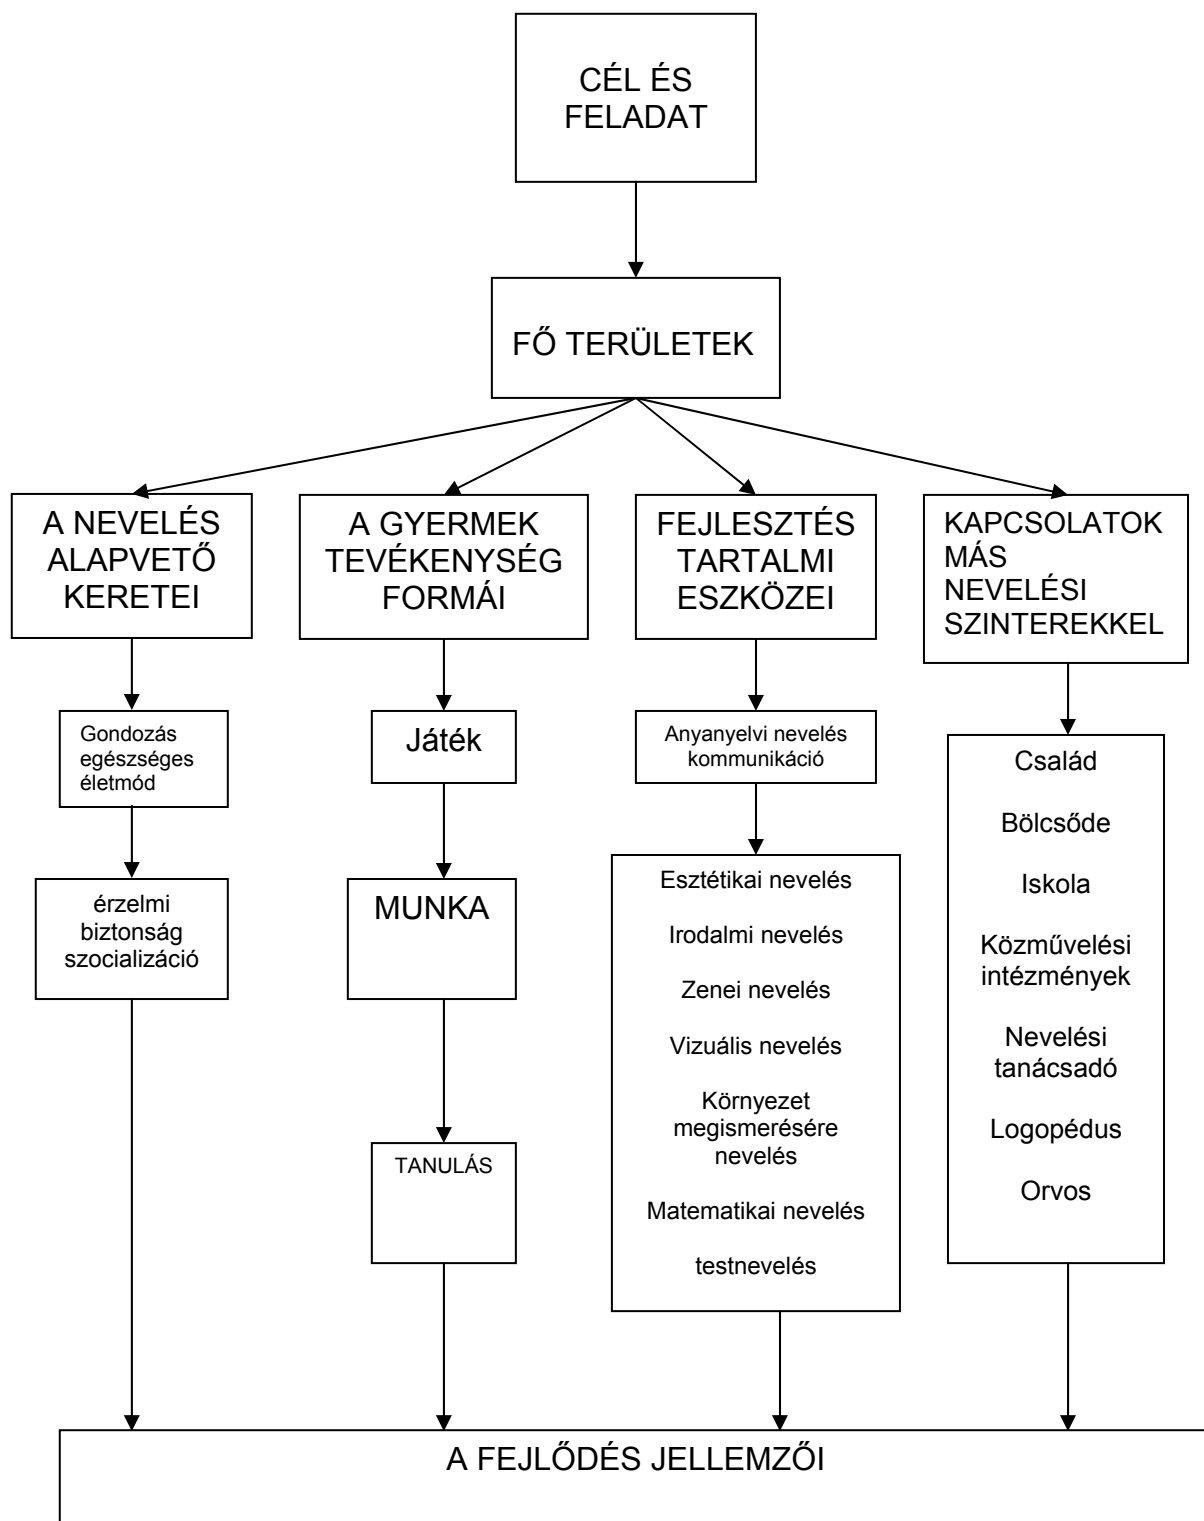 CÉL ÉS
FELADAT
FŐ TERÜLETEK
A NEVELÉS
ALAPVETŐ
KERETEI
A GYERMEK
TEVÉKENYSÉG
FORMÁI
FEJLESZTÉS
TARTALMI
ESZKÖZEI
KAPCSOLATOK
MÁS
NEVELÉSI
SZINTEREKKEL
Gondozás
egészséges
életmód
érzelmi
biztonság
szocializáció
Játék
MUNKA
TANULÁS
Anyanyelvi nevelés
kommunikáció
Esztétikai nevelés
Irodalmi nevelés
Zenei nevelés
Vizuális nevelés
Környezet
megismerésére
nevelés
Matematikai nevelés
testnevelés
Család
Bölcsőde
Iskola
Közművelési
intézmények
Nevelési
tanácsadó
Logopédus
Orvos
A FEJLŐDÉS JELLEMZŐI